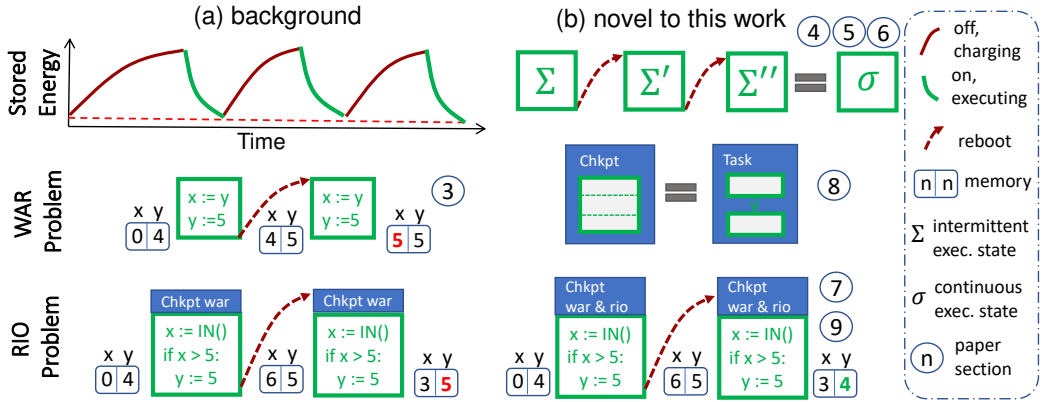 (a) background
(b) novel to this work
Stored
Energy
Time
4 5 6
Σ
Σ′
Σ′′
=
σ
off,
charging
on,
executing
reboot
n n memory
Σ intermittent
exec. state
σ continuous
exec. state
n paper
section
WAR
Problem
x y
0 4
x := y
y :=5
x y
4 5
x := y
y :=5
x y
5 5
3
Chkpt
=
Task
8
RIO
Problem
x y
0 4
Chkpt war
x := IN()
if x > 5:
y := 5
x y
6 5
Chkpt war
x := IN()
if x > 5:
y := 5
x y
3 5
x y
0 4
Chkpt
war & rio
x := IN()
if x > 5:
y := 5
x y
6 5
Chkpt
war & rio
x := IN()
if x > 5:
y := 5
7
9
x y
3 4